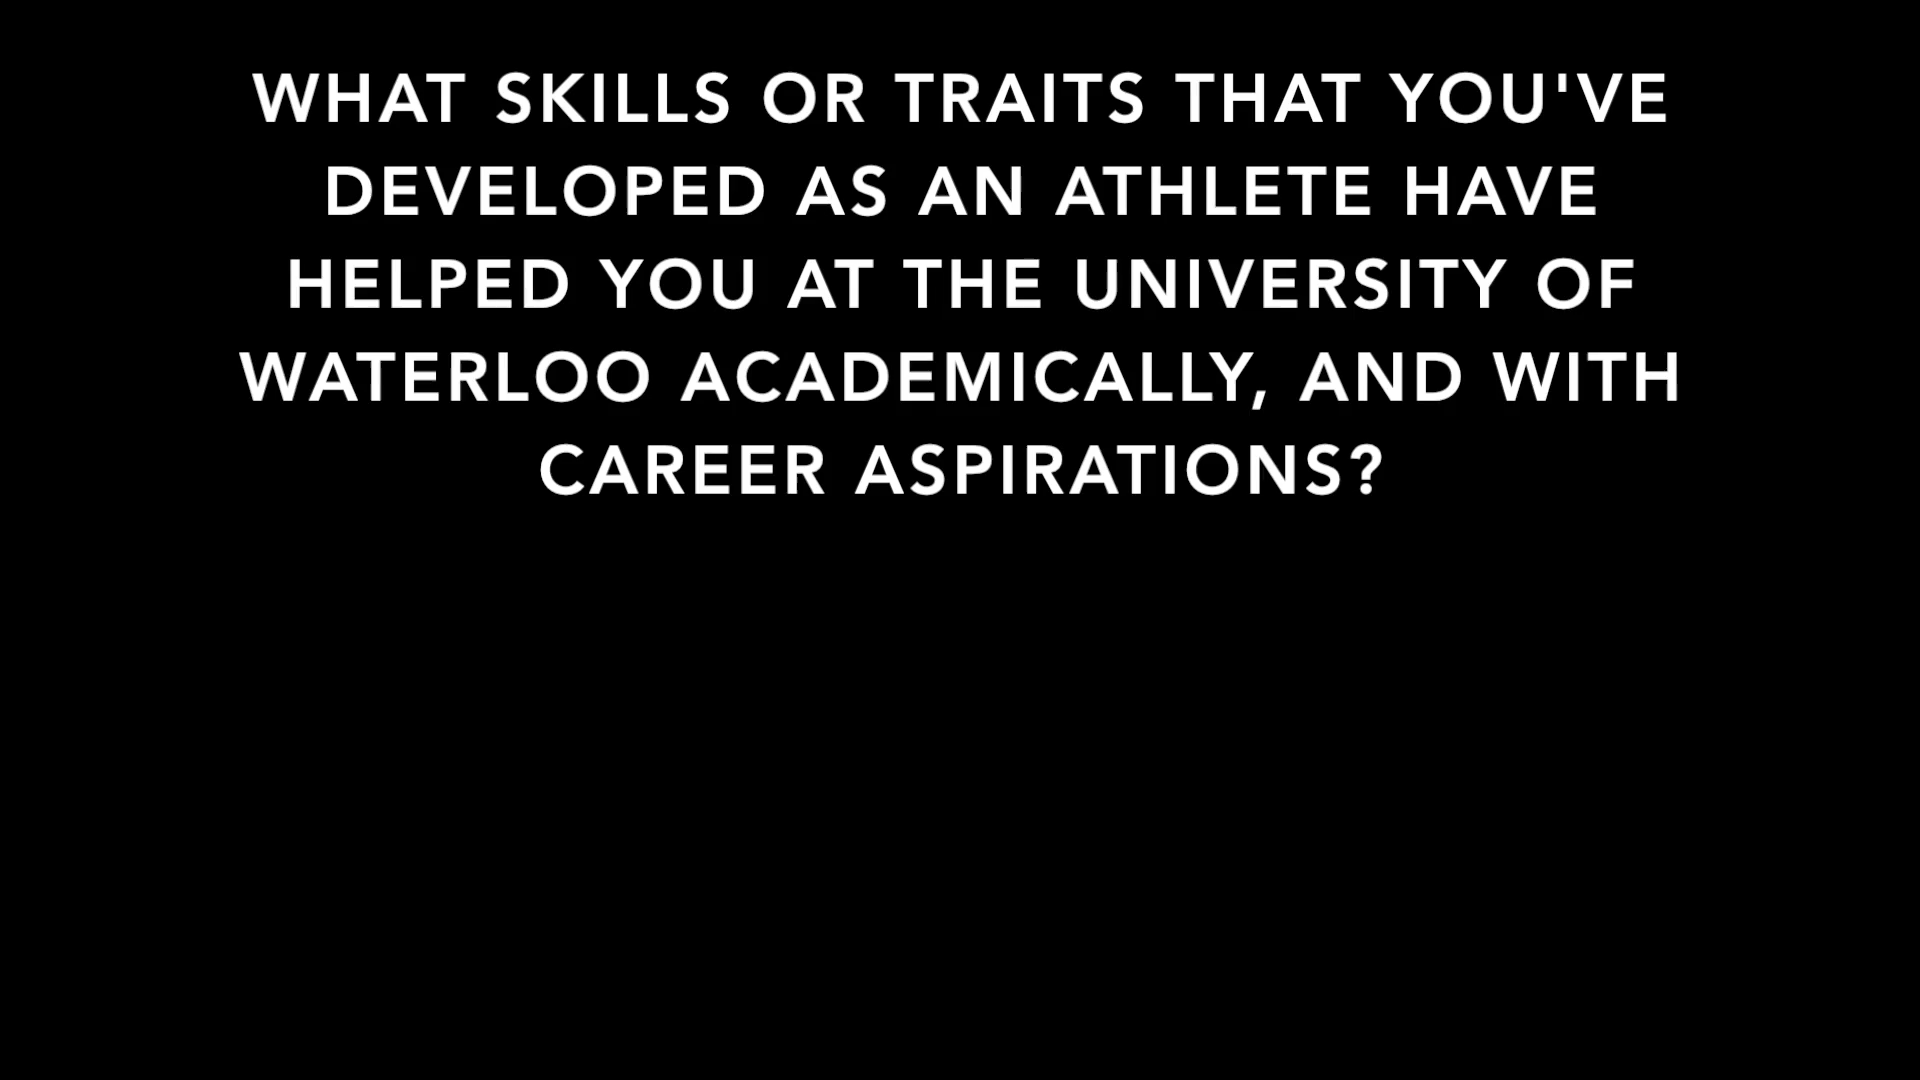 WHAT SKILLS OR TRAITS THAT YOU'VE
DEVELOPED AS AN ATHLETE HAVE
HELPED YOU AT THE UNIVERSITY OF
WATERLOO ACADEMICALLY, AND WITH
CAREER ASPIRATIONS?